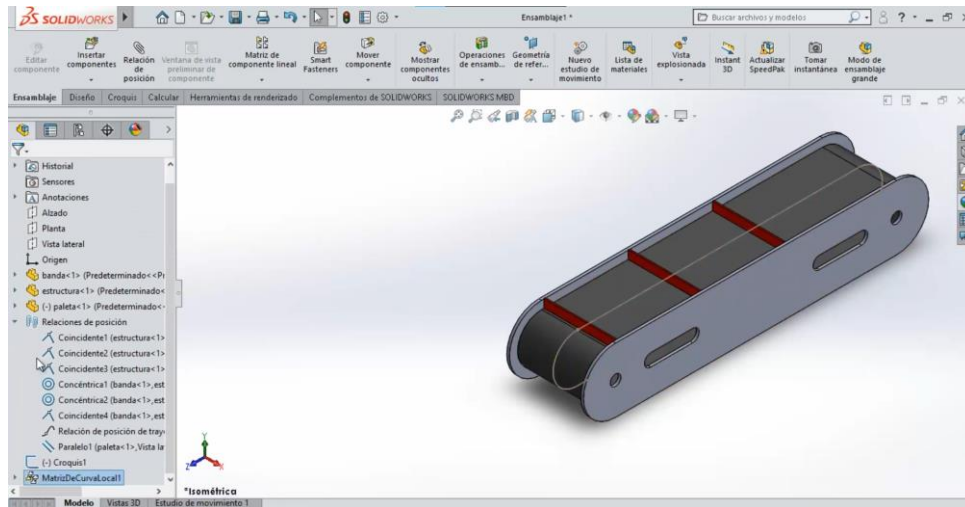 SOLIDWORKS
Ensamblaje1 *
Buscar archivos y modelos
Editar componente
Insertar componentes
Relación de posición
Ventana de vista preliminar de componente
Matriz de componente lineal
Smart Fasteners
Mover componente
Mostrar componentes ocultos
Operaciones de ensamb...
Geometría de refer...
Nuevo estudio de movimiento
Lista de materiales
Vista explosionada
Instant 3D
Actualizar SpeedPak
Tomar instantánea
Modo de ensamblaje grande
Ensamblaje Diseño Croquis Calcular Herramientas de renderizado Complementos de SOLIDWORKS SOLIDWORKS MBD
Historial
Sensores
Anotaciones
Alzado
Planta
Vista lateral
Origen
banda<1> (Predeterminado<<Pr
estructura<1> (Predeterminado<
(-) paleta<1> (Predeterminado<
Relaciones de posición
Coincidente1 (estructura<1>
Coincidente2 (estructura<1>
Coincidente3 (estructura<1>
Concéntrica1 (banda<1>,est
Concéntrica2 (banda<1>,est
Coincidente4 (banda<1>,est
Relación de posición de tray
Paralelo1 (paleta<1>,Vista la
(-) Croquis1
MatrizDeCurvaLocal1
Y
Z
X
*Isométrica
Modelo Vistas 3D Estudio de movimiento 1